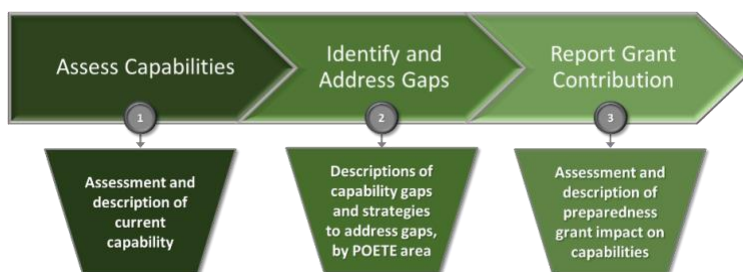 Assess Capabilities
Identify and
Address Gaps
Report Grant
Contribution
1
2
3
Assessment and
description of
current
capability
Descriptions of
capability gaps
and strategies
to address gaps,
by POETE area
Assessment and
description of
preparedness
grant impact on
capabilities